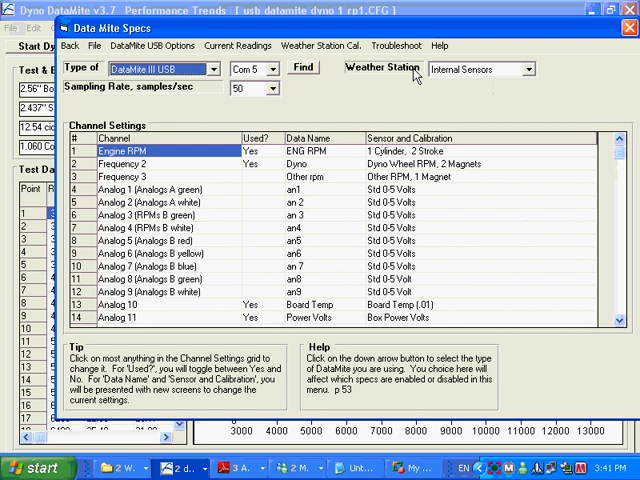 Dyno DataMite v3.7 Performance Trends [ usb datamite dyno 1 rp1.CFG ]
Data Mite Specs
File
Back File DataMite USB Options Current Readings Weather Station Cal. Troubleshoot Help
Start Dy
Type of DataMite III USB Com 5 Find Weather Station Internal Sensors
Sampling Rate, samples/sec 50
Test & E
2.56" Bo
2.437" S
12.54 cid
1.060 Co
Test Dat
Point
Channel Settings
# Channel Used? Data Name Sensor and Calibration
1 Engine RPM Yes ENG RPM 1 Cylinder, 2 Stroke
2 Frequency 2 Yes Dyno Dyno Wheel RPM, 2 Magnets
3 Frequency 3 Other rpm Other RPM, 1 Magnet
4 Analog 1 (Analogs A green) an1 Std 0-5 Volts
5 Analog 2 (Analogs A white) an 2 Std 0-5 Volts
6 Analog 3 (RPMs B green) an 3 Std 0-5 Volts
7 Analog 4 (RPMs B white) an 4 Std 0-5 Volts
8 Analog 5 (Analogs B red) an5 Std 0-5 Volts
9 Analog 6 (Analogs B yellow) an6 Std 0-5 Volts
10 Analog 7 (Analogs B blue) an 7 Std 0-5 Volts
11 Analog 8 (Analogs B green) an8 Std 0-5 Volt
12 Analog 9 (Analogs B white) an9 Std 0-5 Volts
13 Analog 10 Yes Board Temp Board Temp (.01)
14 Analog 11 Yes Power Volts Box Power Volts
Tip
Click on most anything in the Channel Settings grid to
change it. For 'Used?', you will toggle between Yes and
No. For 'Data Name' and 'Sensor and Calibration', you
will be presented with new screens to change the
current settings.
Help
Click on the down arrow button to select the type
of DataMite you are using. You choice here will
affect which specs are enabled or disabled in this
menu. p 53
1
2
3
4
5
6
7
8
9
10
11
12
13
14
15
16
17
18
3000 4000 5000 6000 7000 8000 9000 10000 11000 12000 13000
start 2 W.. 2 d.. 3 A.. 2 M.. Unt... My ... EN 3:41 PM